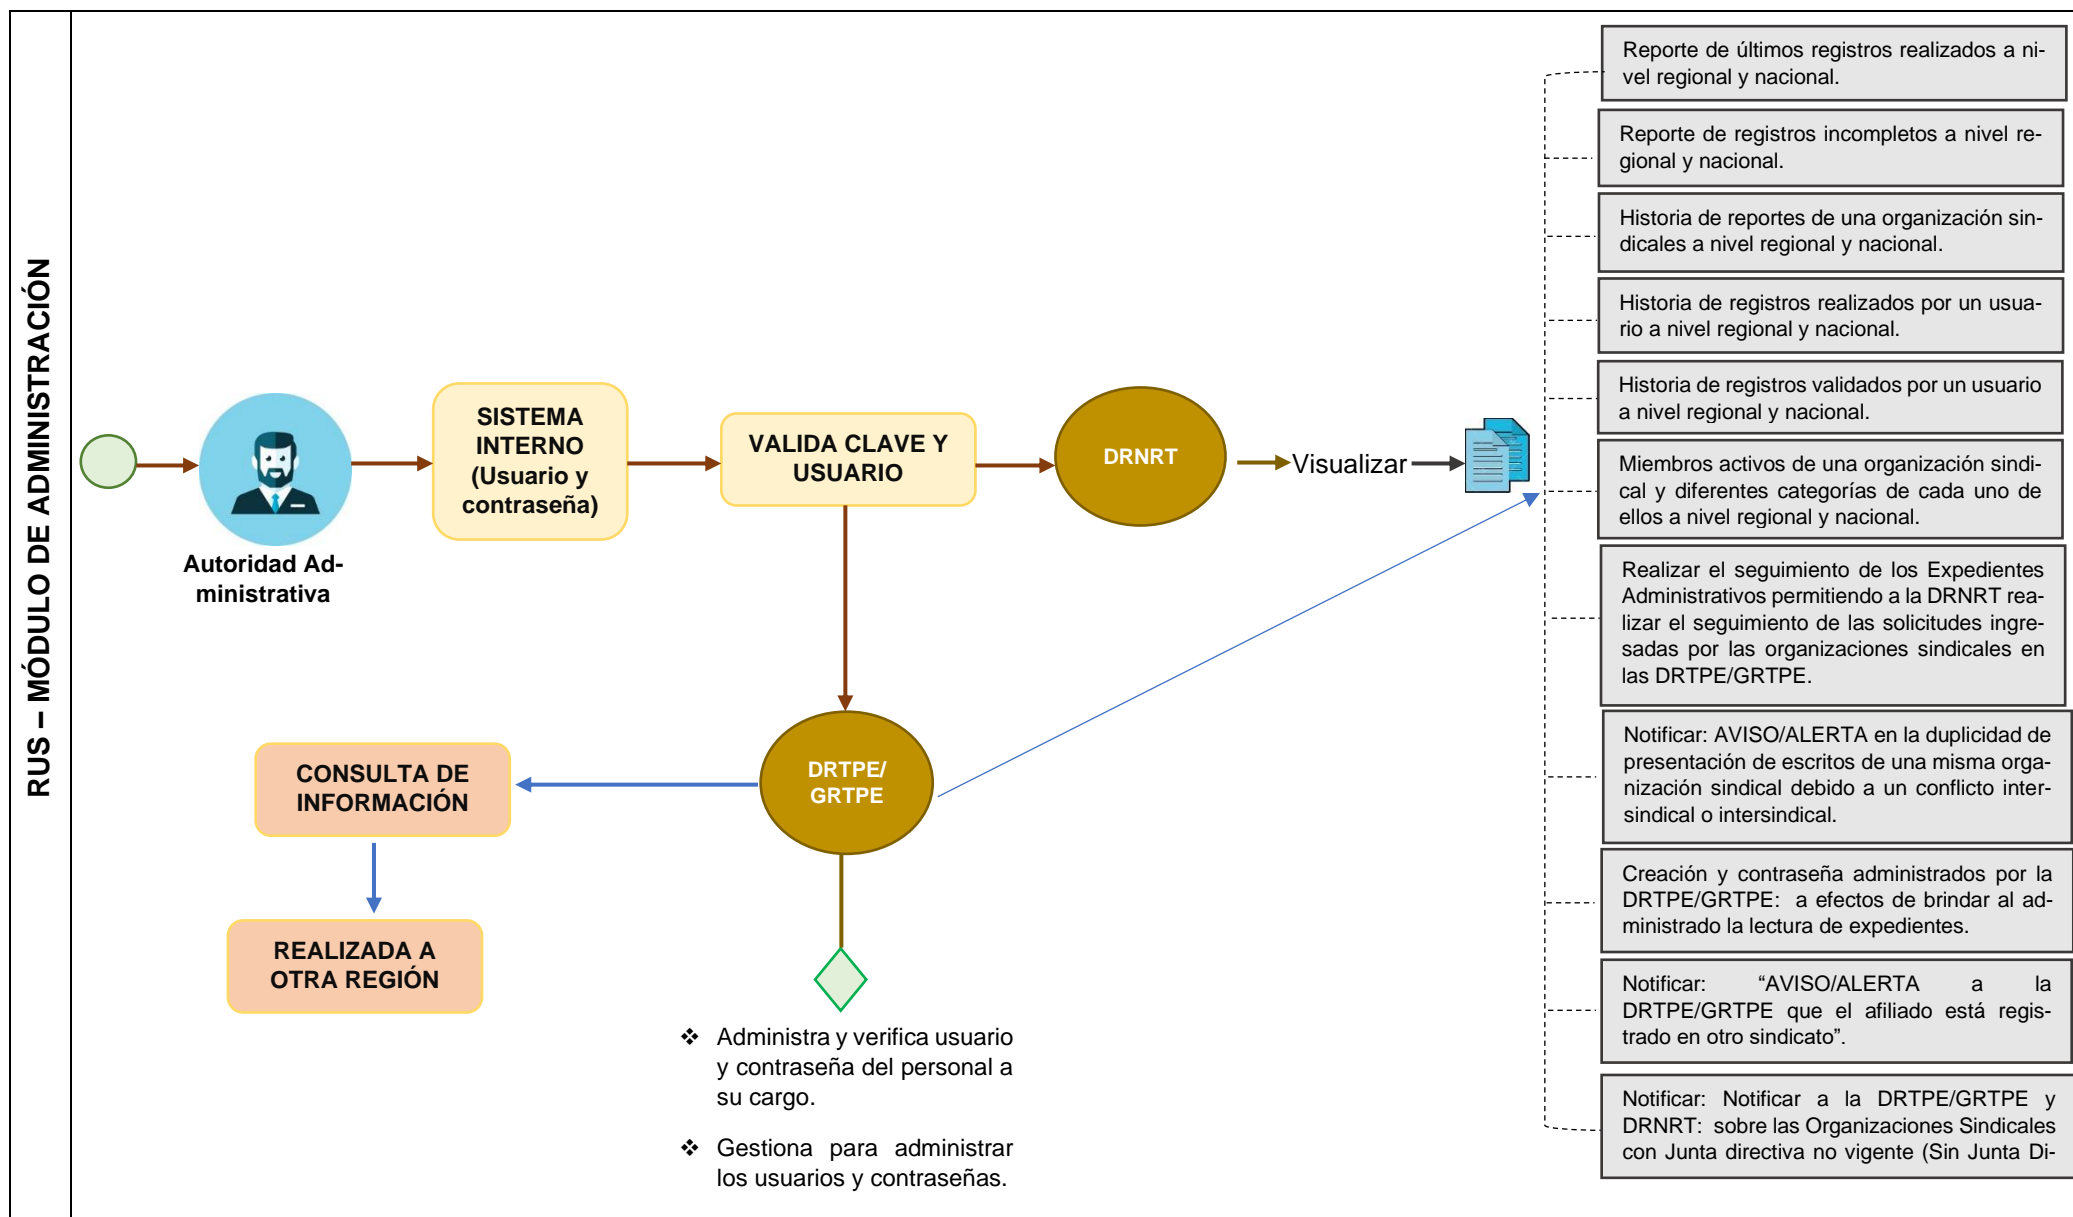 RUS – MÓDULO DE ADMINISTRACIÓN
Autoridad Ad-
ministrativa
SISTEMA
INTERNO
(Usuario y
contraseña)
VALIDA CLAVE Y
USUARIO
DRNRT
Visualizar
DRTPE/
GRTPE
CONSULTA DE
INFORMACIÓN
REALIZADA A
OTRA REGIÓN
❖ Administra y verifica usuario
y contraseña del personal a
su cargo.
❖ Gestiona para administrar
los usuarios y contraseñas.
Reporte de últimos registros realizados a ni-
vel regional y nacional.
Reporte de registros incompletos a nivel re-
gional y nacional.
Historia de reportes de una organización sin-
dicales a nivel regional y nacional.
Historia de registros realizados por un usua-
rio a nivel regional y nacional.
Historia de registros validados por un usuario
a nivel regional y nacional.
Miembros activos de una organización sindi-
cal y diferentes categorías de cada uno de
ellos a nivel regional y nacional.
Realizar el seguimiento de los Expedientes
Administrativos permitiendo a la DRNRT rea-
lizar el seguimiento de las solicitudes ingre-
sadas por las organizaciones sindicales en
las DRTPE/GRTPE.
Notificar: AVISO/ALERTA en la duplicidad de
presentación de escritos de una misma orga-
nización sindical debido a un conflicto inter-
sindical o intersindical.
Creación y contraseña administrados por la
DRTPE/GRTPE: a efectos de brindar al ad-
ministrado la lectura de expedientes.
Notificar: “AVISO/ALERTA a la
DRTPE/GRTPE que el afiliado está regis-
trado en otro sindicato”.
Notificar: Notificar a la DRTPE/GRTPE y
DRNRT: sobre las Organizaciones Sindicales
con Junta directiva no vigente (Sin Junta Di-